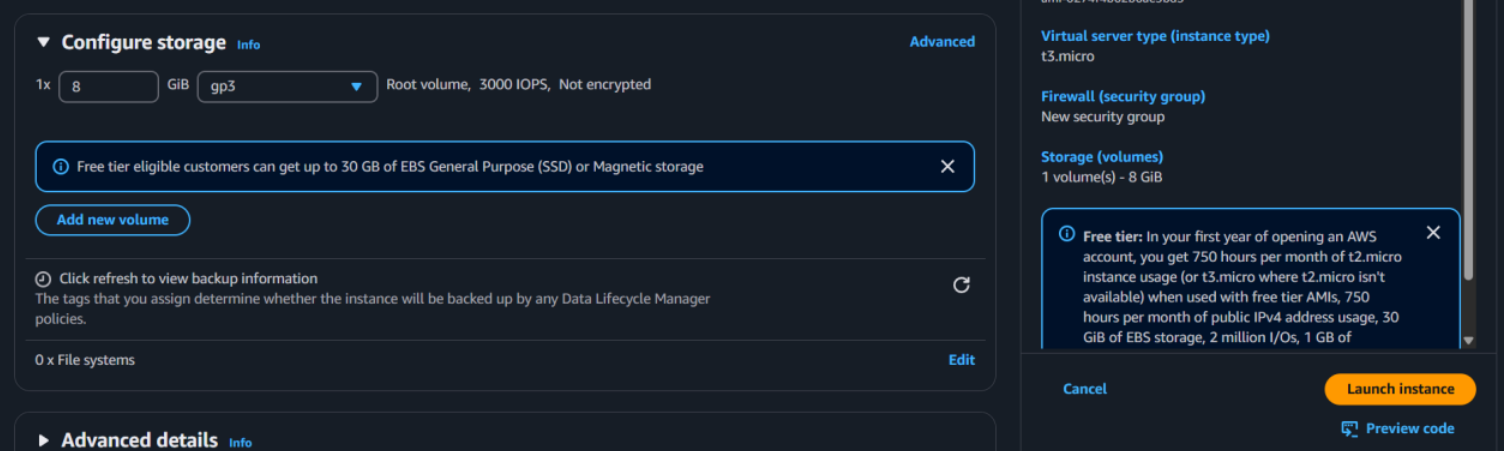 Configure storage Info
Advanced
1x 8 GiB gp3 Root volume, 3000 IOPS, Not encrypted
Free tier eligible customers can get up to 30 GB of EBS General Purpose (SSD) or Magnetic storage
Add new volume
Click refresh to view backup information
The tags that you assign determine whether the instance will be backed up by any Data Lifecycle Manager
policies.
0 x File systems
Edit
Advanced details Info
Virtual server type (instance type)
t3.micro
Firewall (security group)
New security group
Storage (volumes)
1 volume(s) - 8 GiB
Free tier: In your first year of opening an AWS
account, you get 750 hours per month of t2.micro
instance usage (or t3.micro where t2.micro isn't
available) when used with free tier AMIs, 750
hours per month of public IPv4 address usage, 30
GiB of EBS storage, 2 million I/Os, 1 GB of
Cancel
Launch instance
Preview code